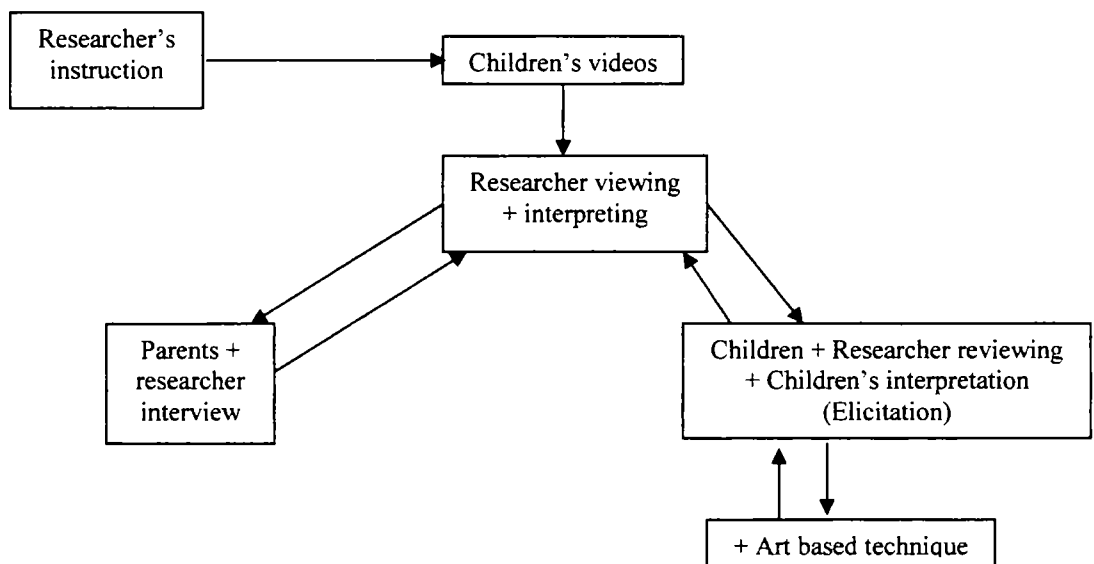 Researcher’s
instruction
Children’s videos
Researcher viewing
+ interpreting
Parents +
researcher
interview
Children + Researcher reviewing
+ Children’s interpretation
(Elicitation)
+ Art based technique